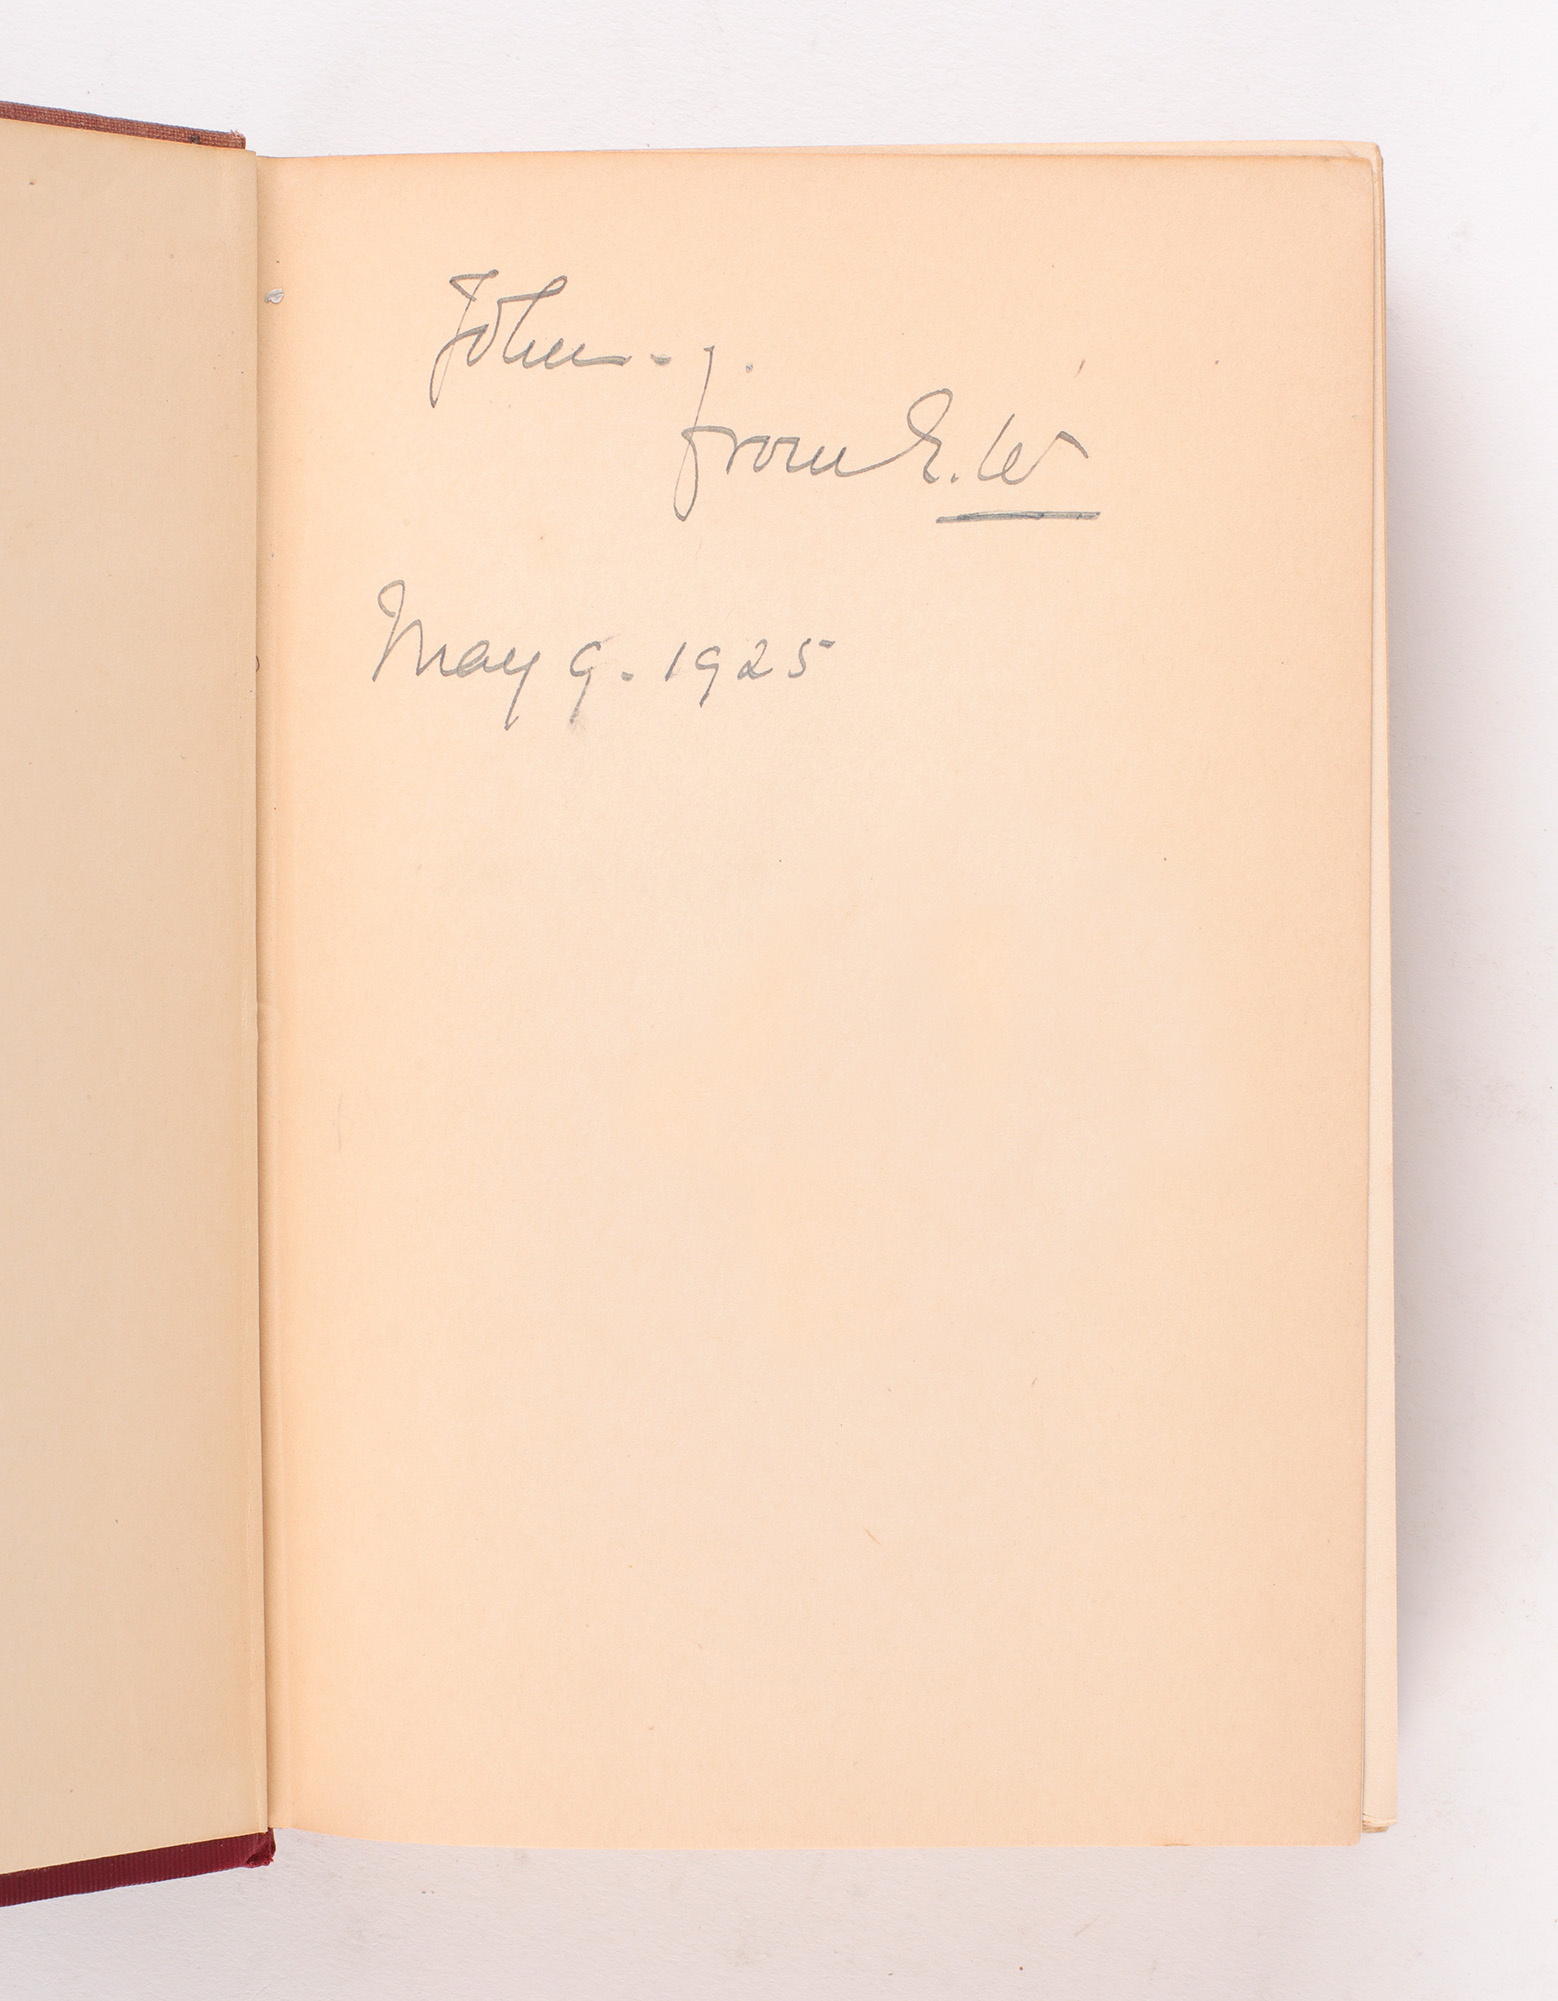 John -
from E. W
May 9. 1925